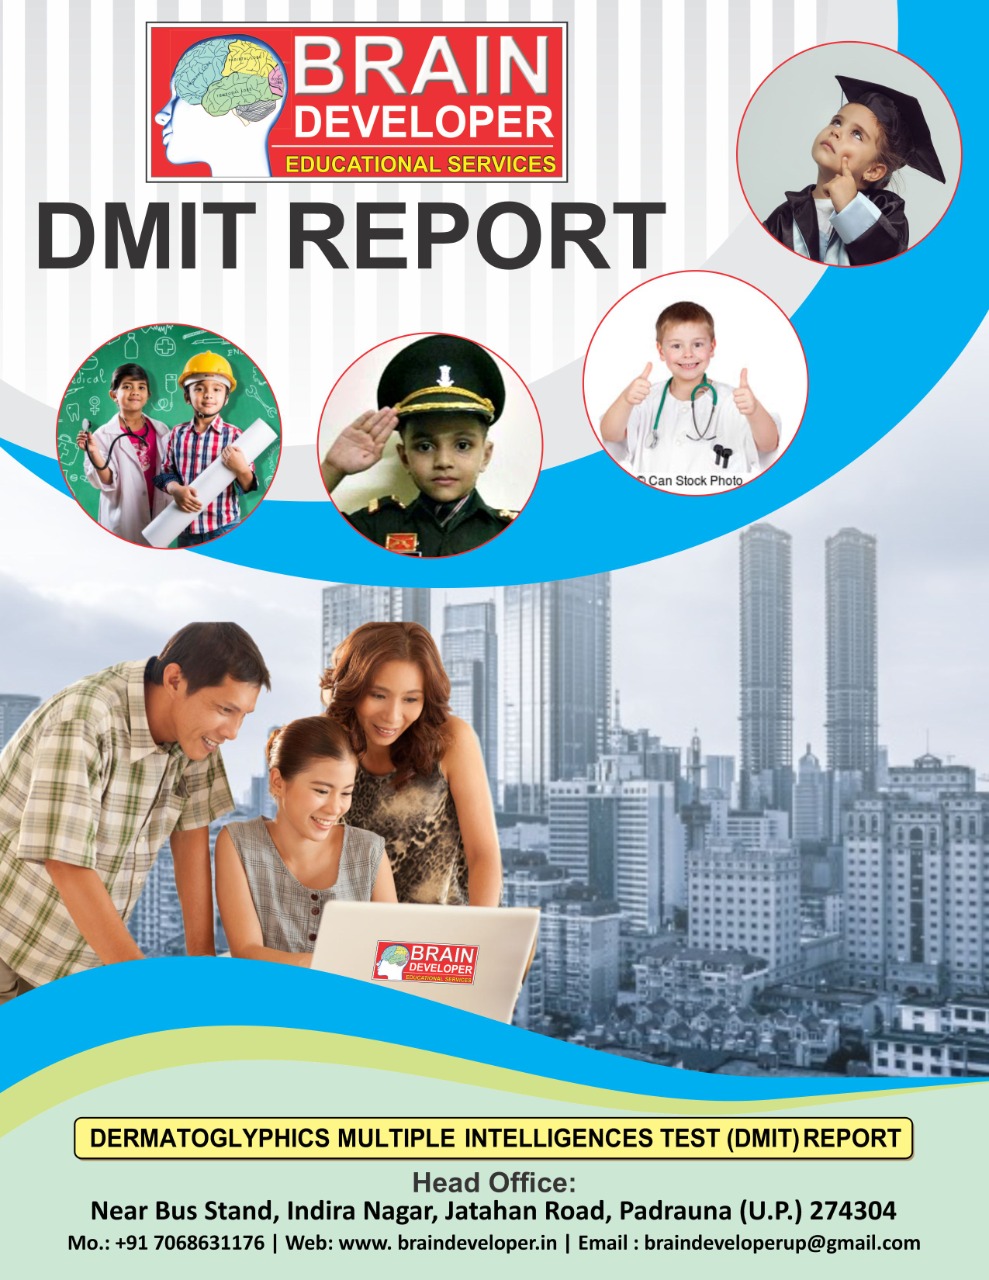 BRAIN
DEVELOPER
EDUCATIONAL SERVICES
DMIT REPORT
© Can Stock Photo
BRAIN
DEVELOPER
EDUCATIONAL SERVICES
DERMATOGLYPHICS MULTIPLE INTELLIGENCES TEST (DMIT) REPORT
Head Office:
Near Bus Stand, Indira Nagar, Jatahan Road, Padrauna (U.P.) 274304
Mo.: +91 7068631176 | Web: www. braindeveloper.in | Email : braindeveloperup@gmail.com